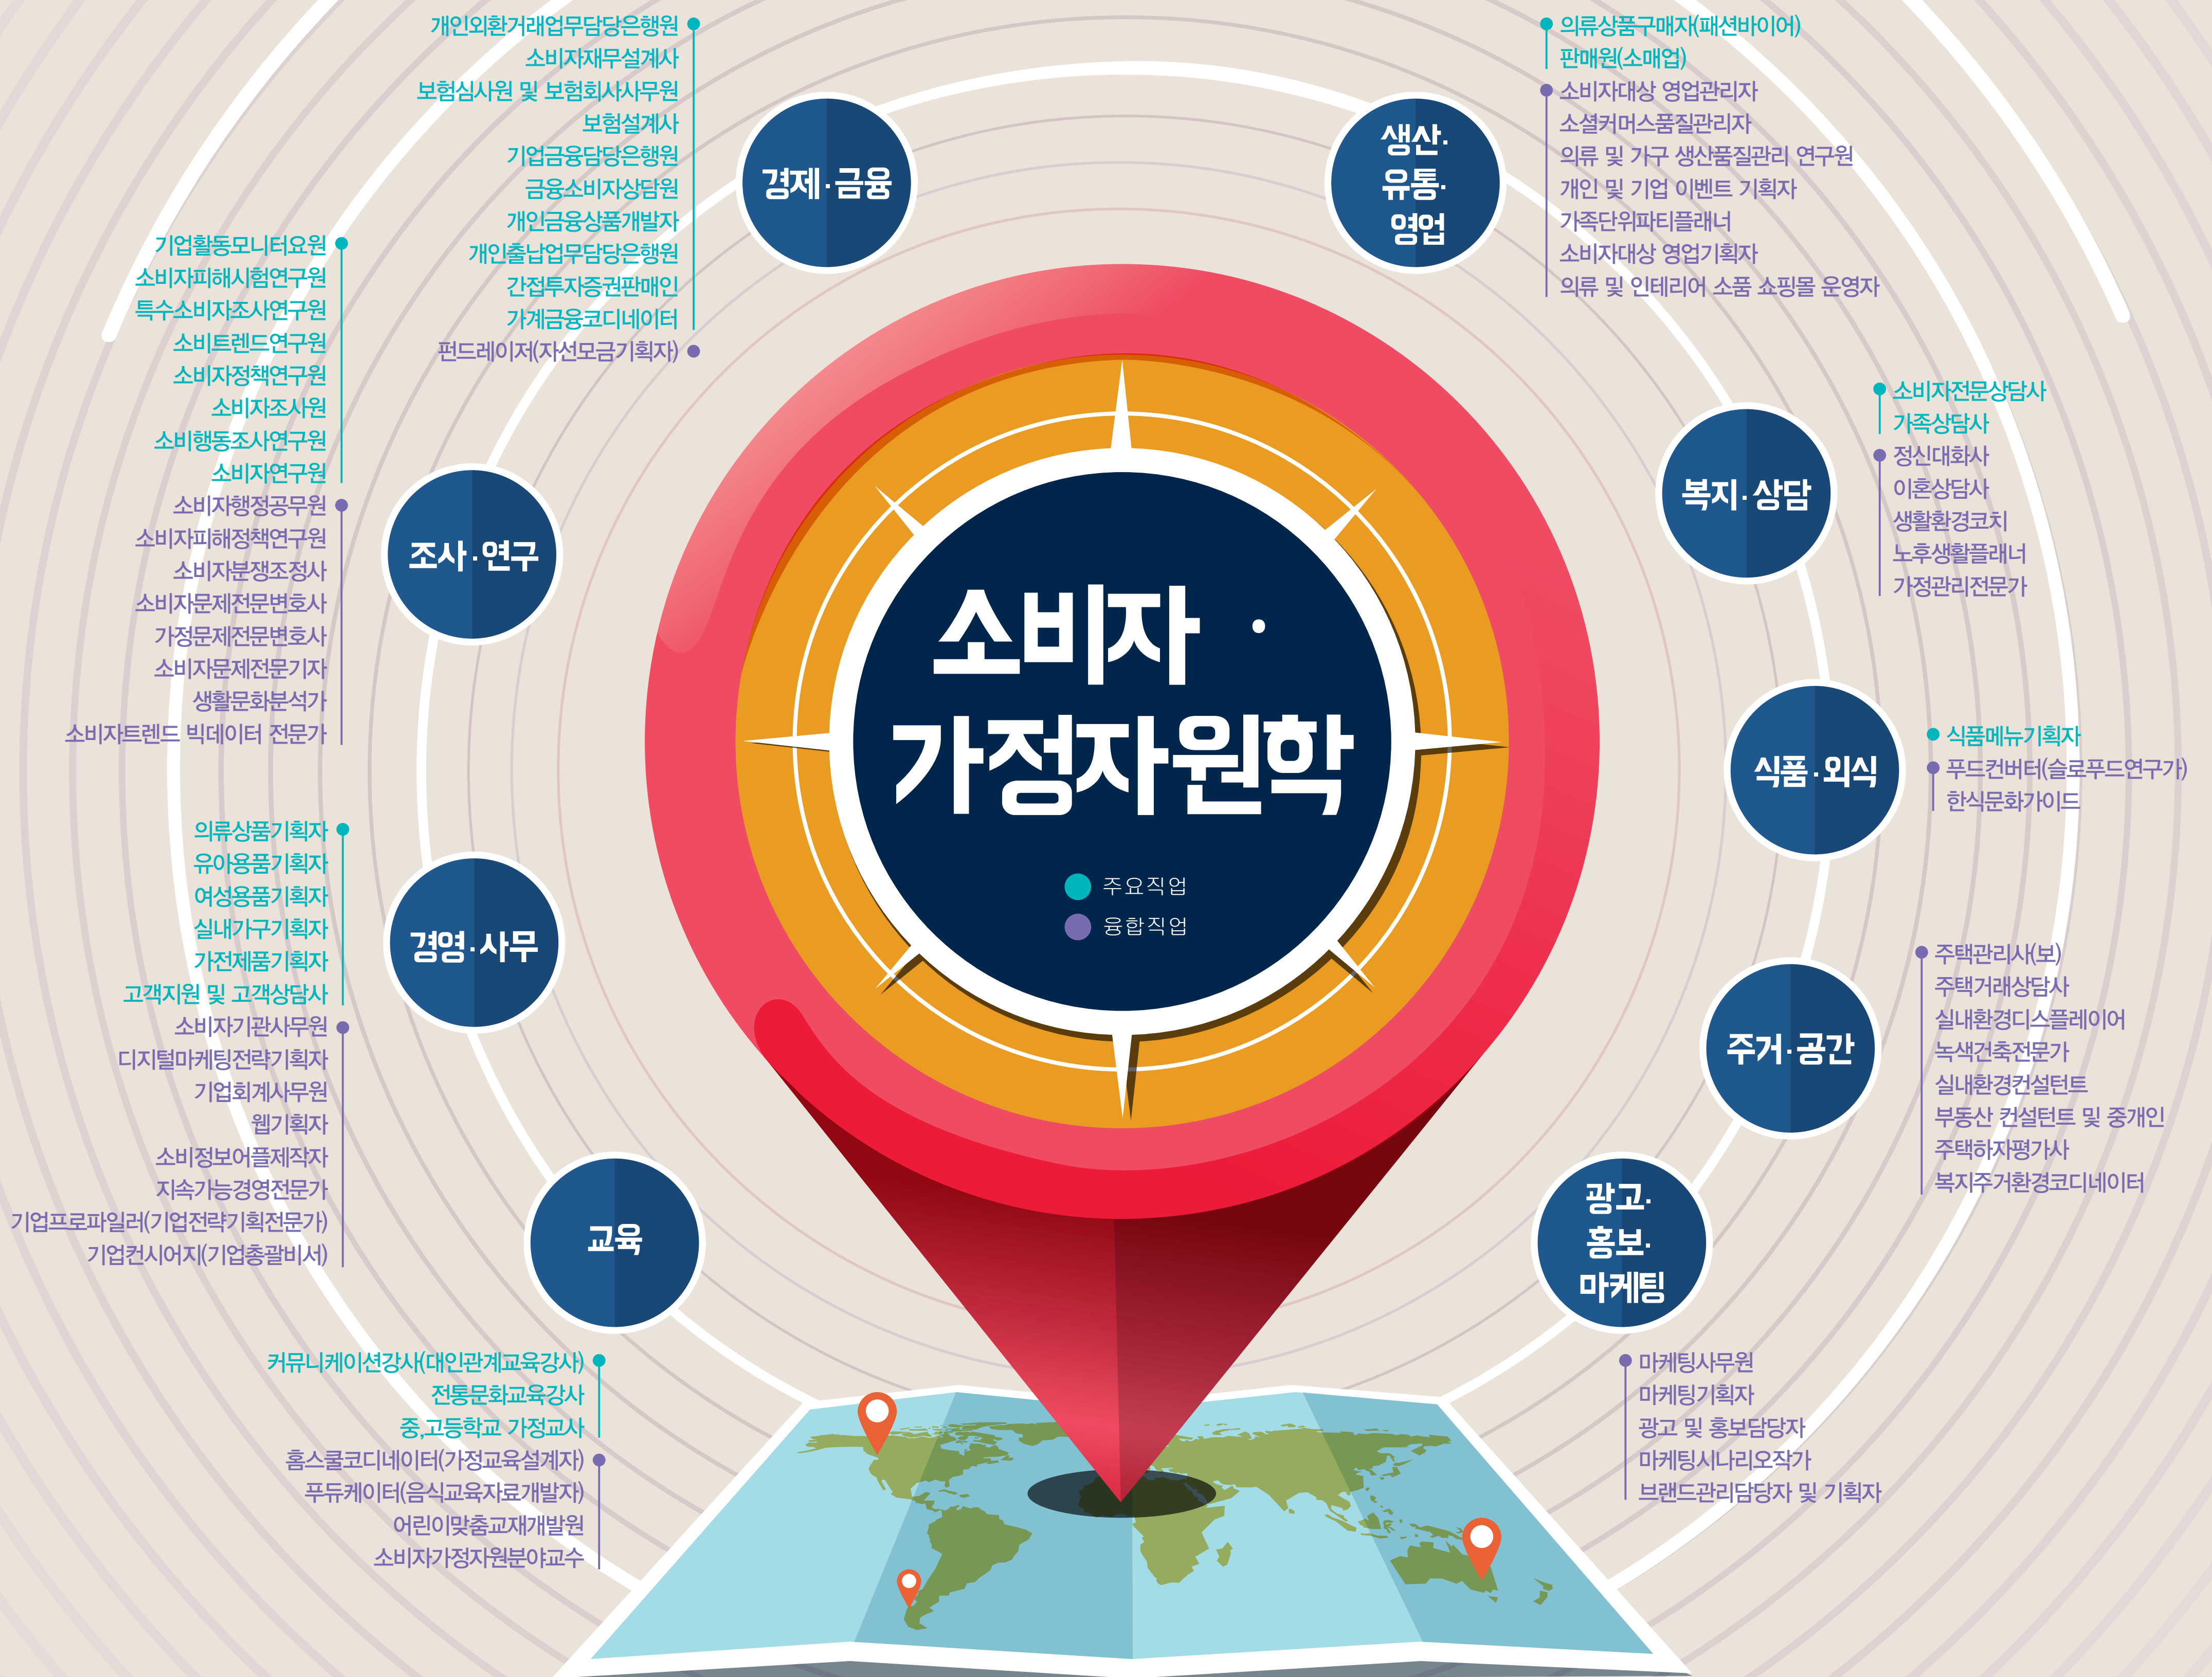 개인외환거래업무담당은행원
소비자재무설계사
보험심사원 및 보험회사사무원
보험설계사
기업금융담당은행원
금융소비자상담원
개인금융상품개발자
개인출납업무담당은행원
간접투자증권판매인
가계금융코디네이터
펀드레이저(자선모금기획자)
경제·금융
생산·
유통·
영업
의류상품구매자(패션바이어)
판매원(소매업)
소비자대상 영업관리자
소셜커머스품질관리자
의류 및 가구 생산품질관리 연구원
개인 및 기업 이벤트 기획자
가족단위파티플래너
소비자대상 영업기획자
의류 및 인테리어 소품 쇼핑몰 운영자
기업활동모니터요원
소비자피해시험연구원
특수소비자조사연구원
소비트렌드연구원
소비자정책연구원
소비자조사원
소비행동조사연구원
소비자연구원
소비자행정공무원
소비자피해정책연구원
소비자분쟁조정사
소비자문제전문변호사
가정문제전문변호사
소비자문제전문기자
생활문화분석가
소비자트렌드 빅데이터 전문가
조사·연구
복지·상담
소비자전문상담사
가족상담사
정신대화사
이혼상담사
생활환경코치
노후생활플래너
가정관리전문가
소비자 ·
가정자원학
주요직업
융합직업
식품·외식
식품메뉴기획자
푸드컨버터(슬로푸드연구가)
한식문화가이드
의류상품기획자
유아용품기획자
여성용품기획자
실내가구기획자
가전제품기획자
고객지원 및 고객상담사
소비자기관사무원
디지털마케팅전략기획자
기업회계사무원
웹기획자
소비정보어플제작자
지속가능경영전문가
기업프로파일러(기업전략기획전문가)
기업컨시어지(기업총괄비서)
경영·사무
주거·공간
주택관리사(보)
주택거래상담사
실내환경디스플레이어
녹색건축전문가
실내환경컨설턴트
부동산 컨설턴트 및 중개인
주택하자평가사
복지주거환경코디네이터
교육
광고·
홍보·
마케팅
커뮤니케이션강사(대인관계교육강사)
전통문화교육강사
중,고등학교 가정교사
홈스쿨코디네이터(가정교육설계자)
푸듀케이터(음식교육자료개발자)
어린이맞춤교재개발원
소비자가정자원분야교수
마케팅사무원
마케팅기획자
광고 및 홍보담당자
마케팅시나리오작가
브랜드관리담당자 및 기획자